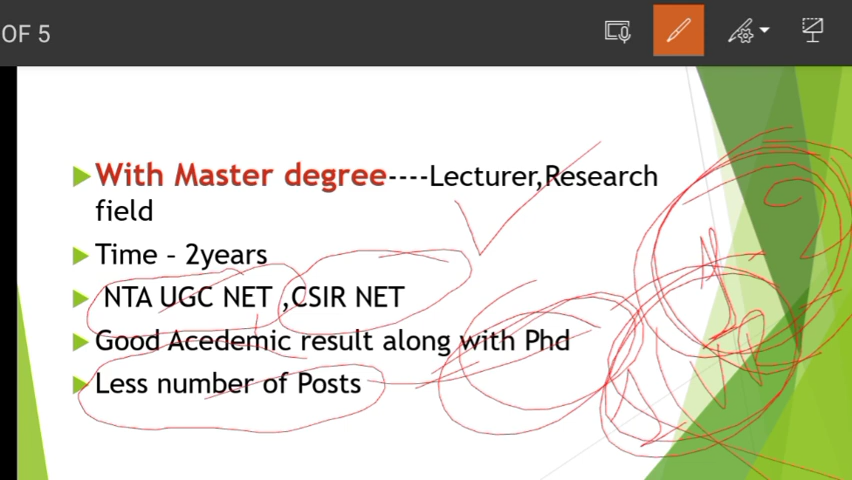 OF 5
With Master degree----Lecturer,Research
field
Time - 2years
NTA UGC NET ,CSIR NET
Good Acedemic result along with Phd
Less number of Posts